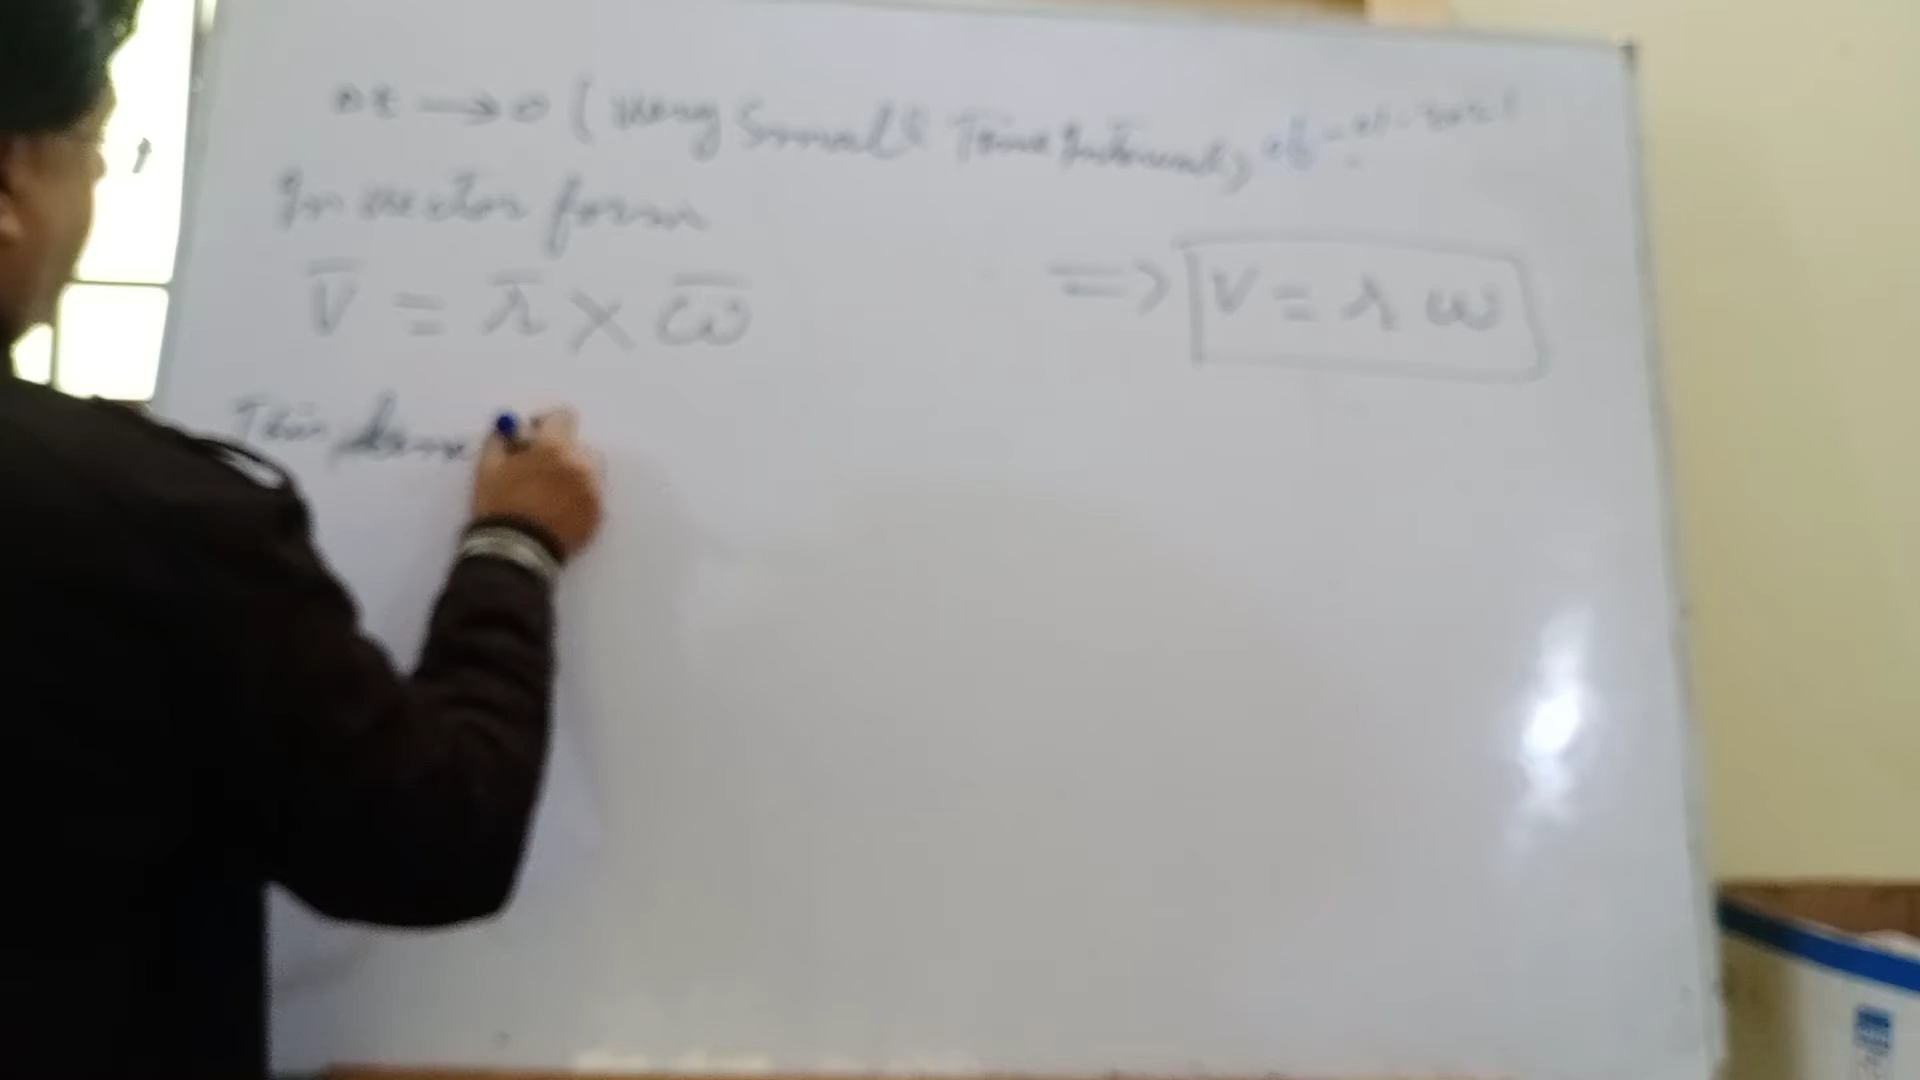 Δt → 0 ( Very Small Time Interval )
In vector form
V̅ = r̅ × ω̅ => V = r ω